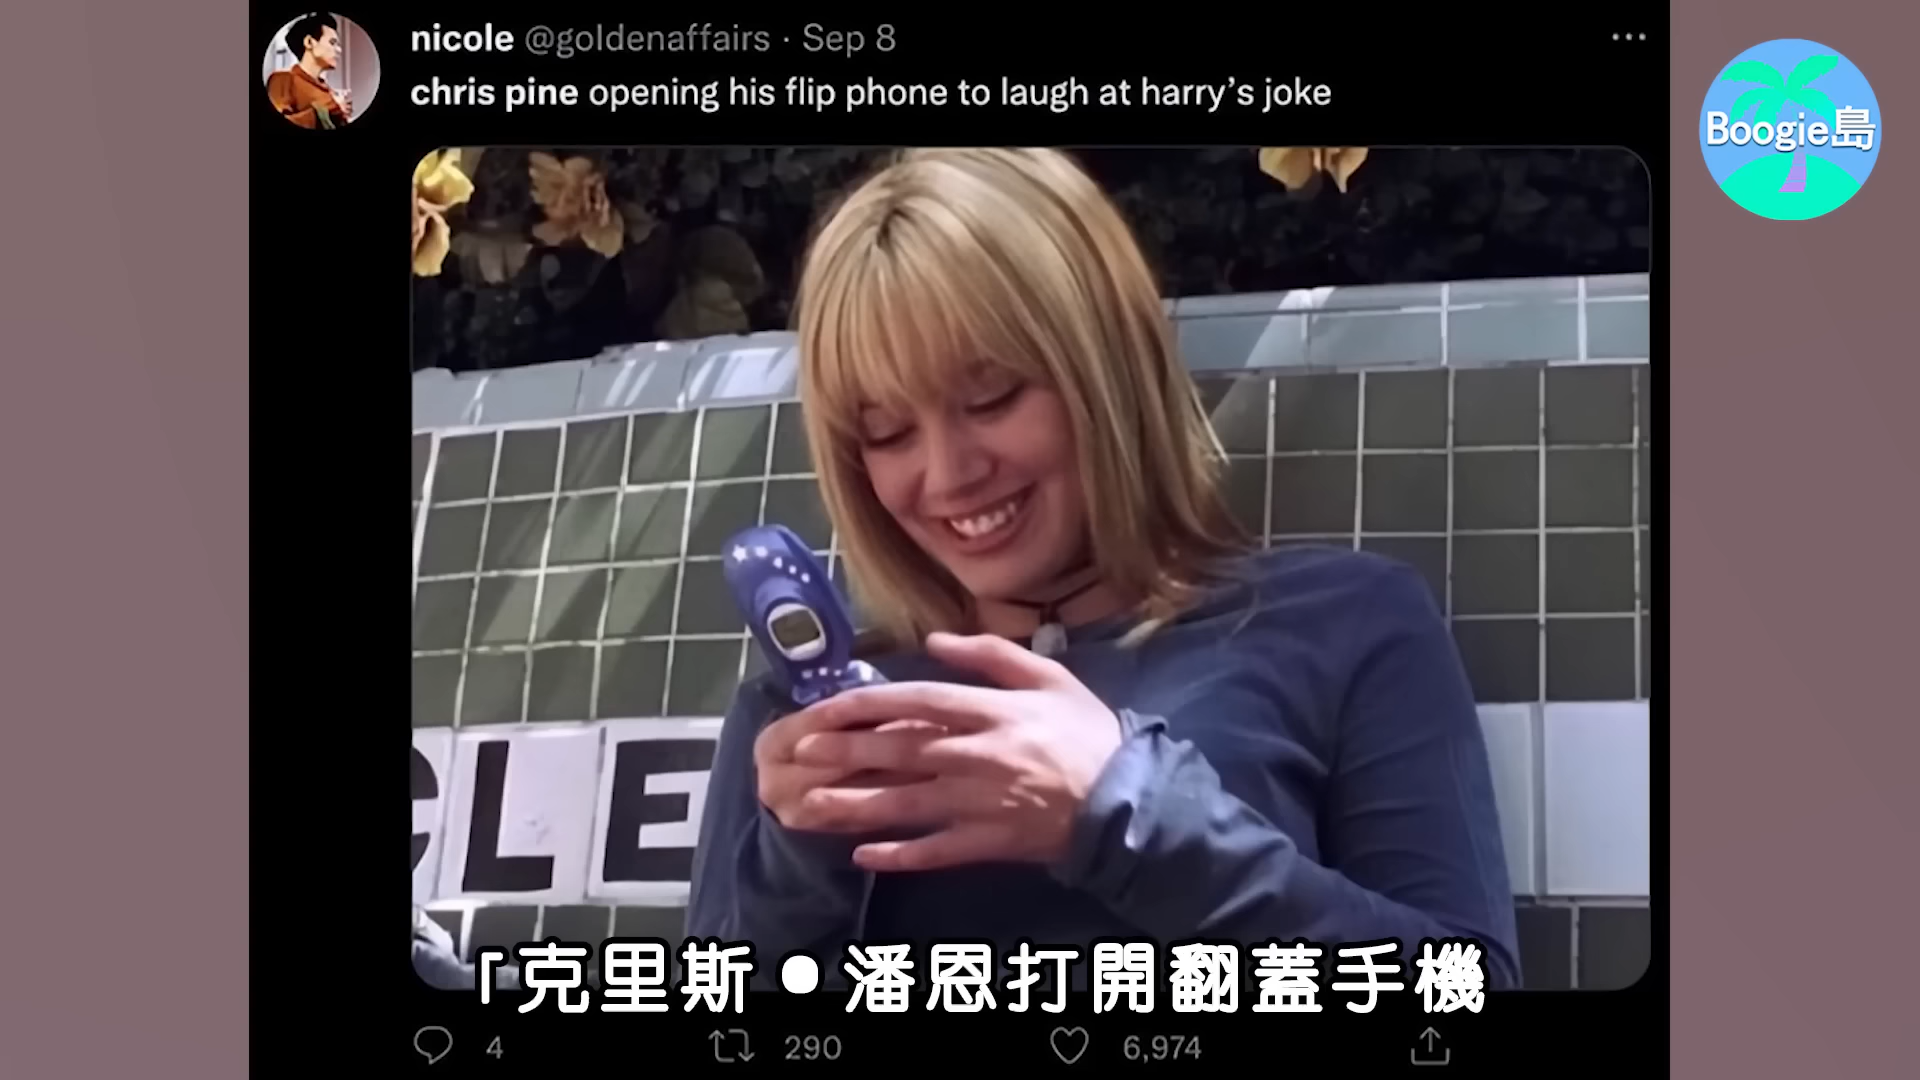 nicole @goldenaffairs · Sep 8
chris pine opening his flip phone to laugh at harry's joke
Boogie島
LE
「克里斯●潘恩打開翻蓋手機
4 290 6,974